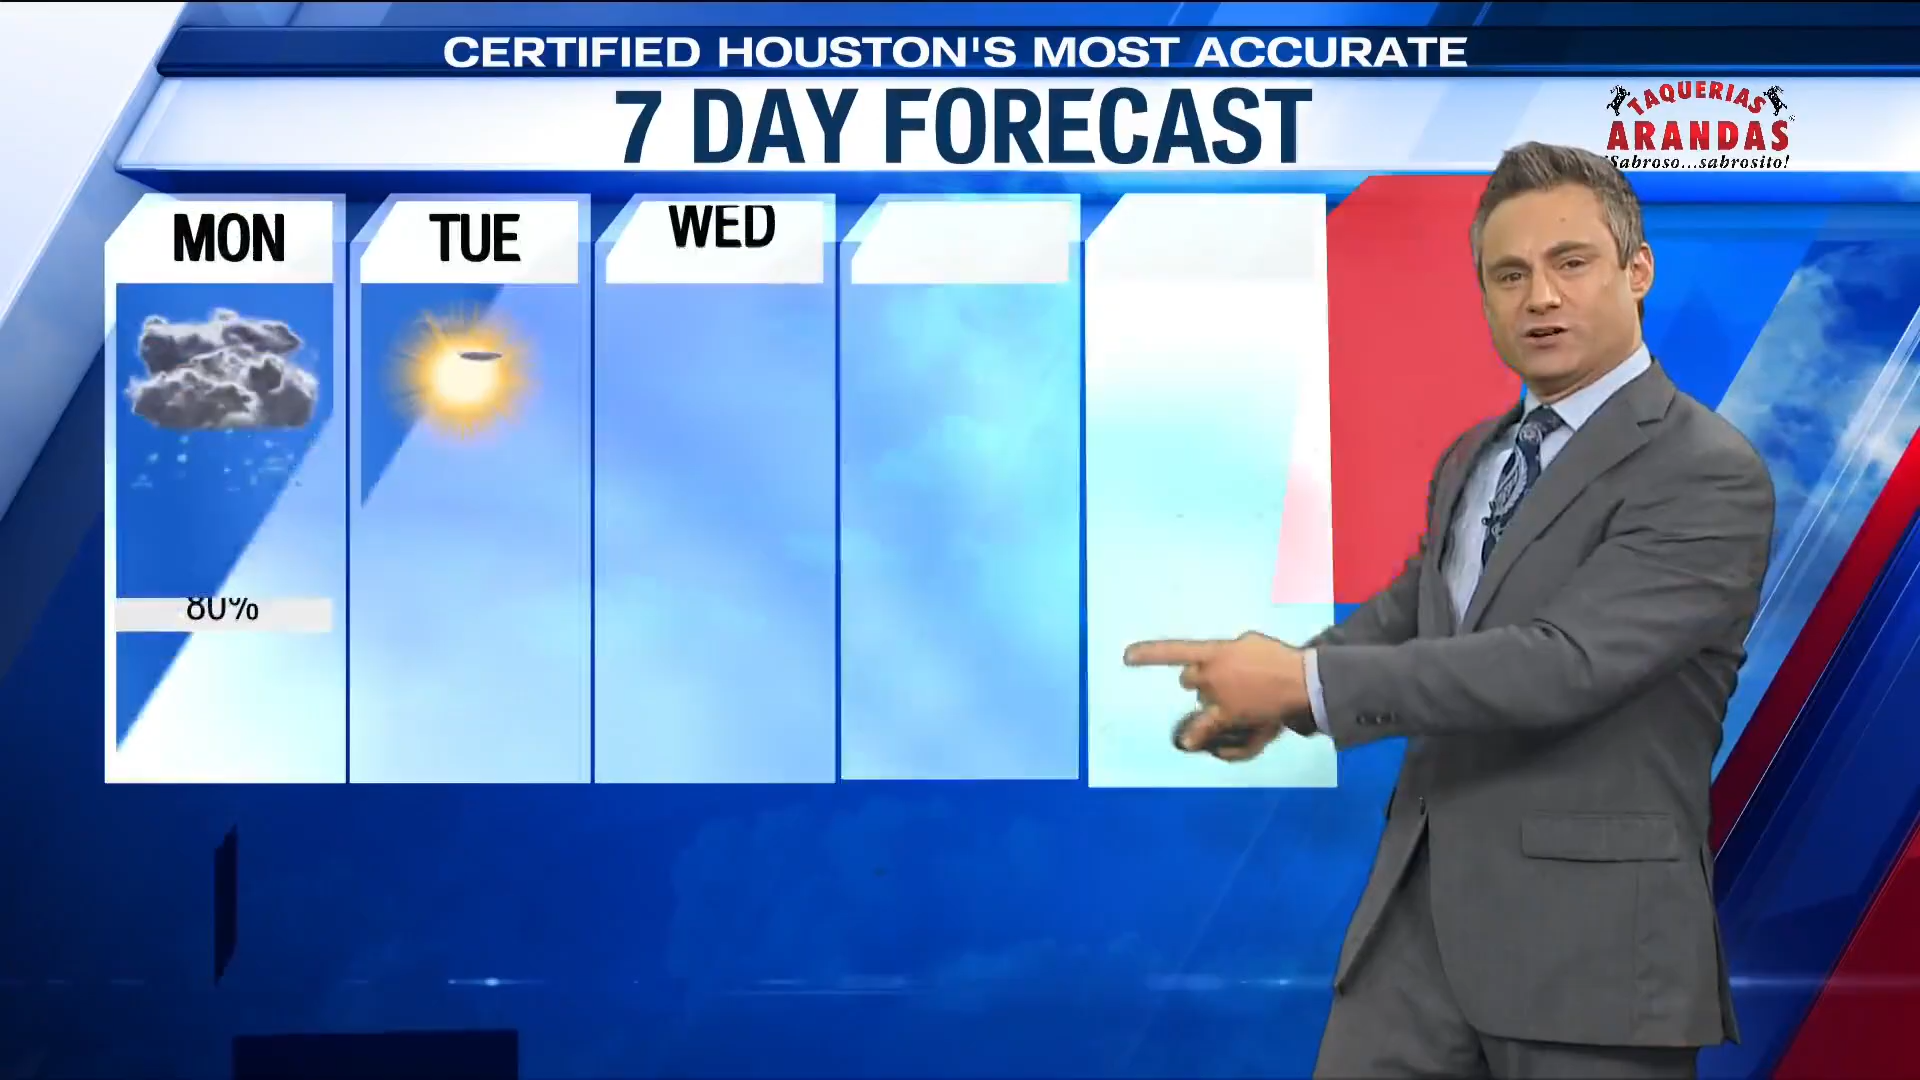 CERTIFIED HOUSTON'S MOST ACCURATE
7 DAY FORECAST
TAQUERIAS
ARANDAS
¡Sabroso...sabrosito!
MON
TUE
WED
80%